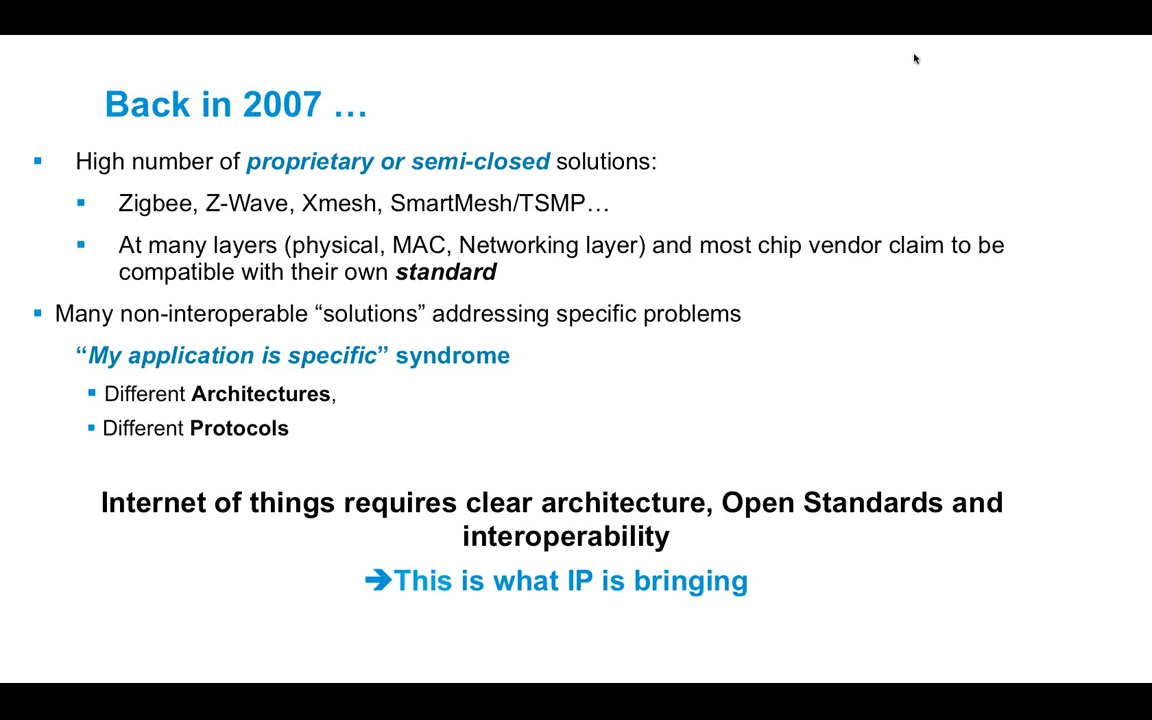 Back in 2007 …
▪ High number of proprietary or semi-closed solutions:
▪ Zigbee, Z-Wave, Xmesh, SmartMesh/TSMP…
▪ At many layers (physical, MAC, Networking layer) and most chip vendor claim to be
compatible with their own standard
▪ Many non-interoperable “solutions” addressing specific problems
“My application is specific” syndrome
▪ Different Architectures,
▪ Different Protocols
Internet of things requires clear architecture, Open Standards and
interoperability
➔This is what IP is bringing